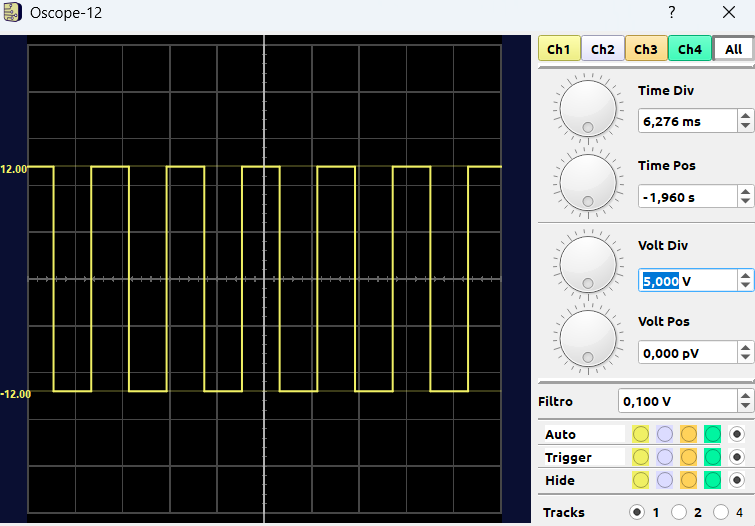 Oscope-12
? 
Ch1 Ch2 Ch3 Ch4 All
Time Div
6,276 ms
Time Pos
-1,960 s
12.00
Volt Div
5,000 V
Volt Pos
0,000 pV
-12.00
Filtro 0,100 V
Auto
Trigger
Hide
Tracks 1 2 4